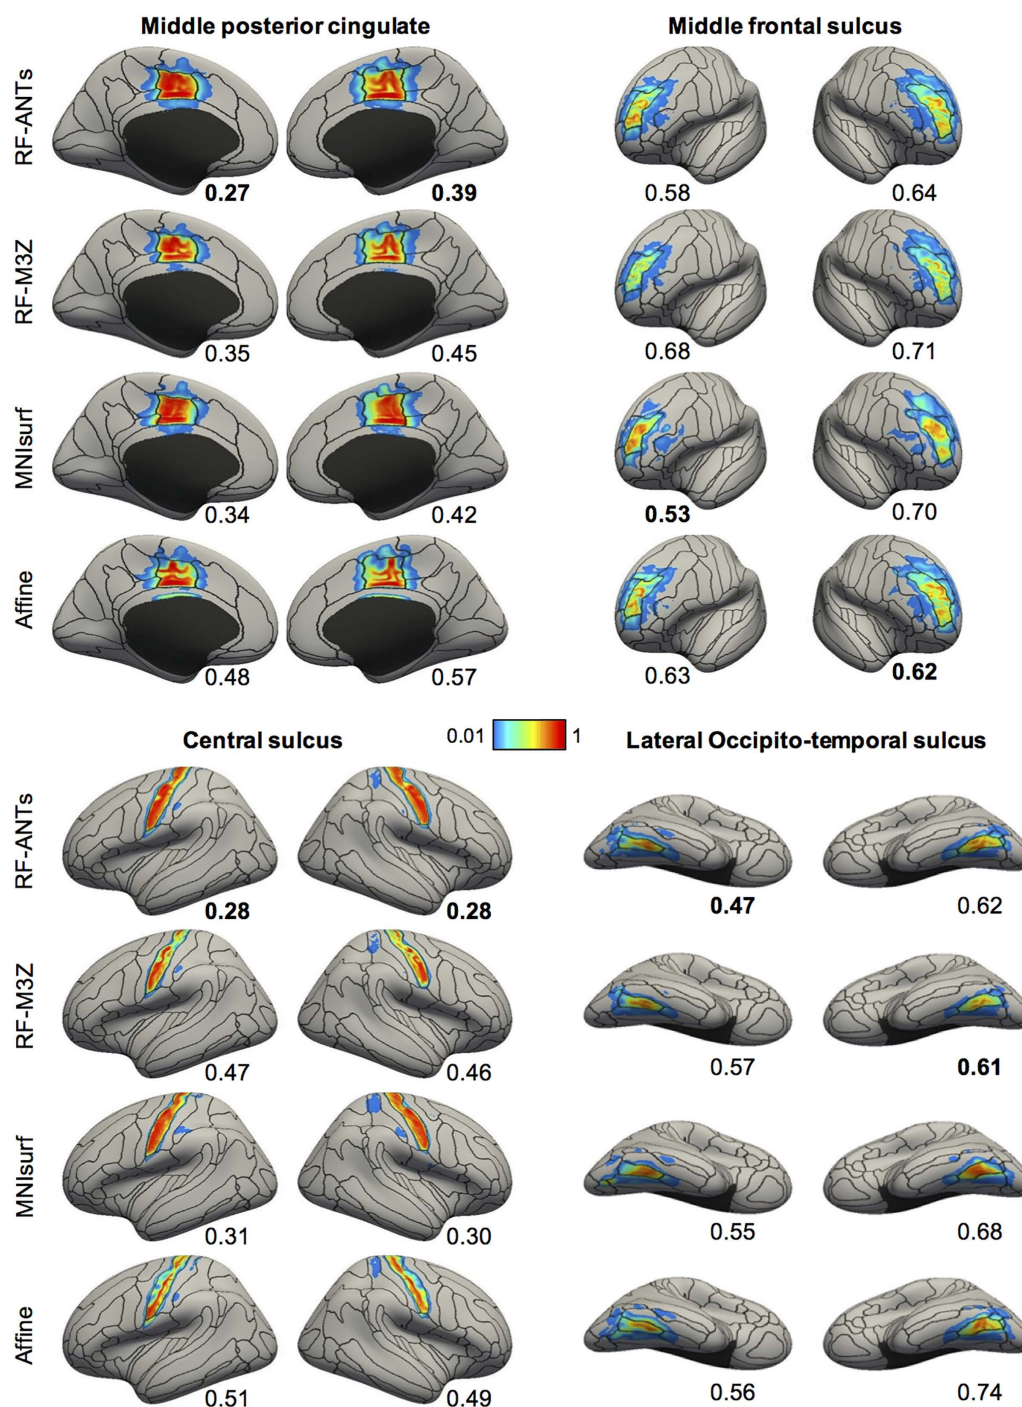 Middle posterior cingulate Middle frontal sulcus
RF-ANTs
0.27 0.39 0.58 0.64
RF-M3Z
0.35 0.45 0.68 0.71
MNIsurf
0.34 0.42 0.53 0.70
Affine
0.48 0.57 0.63 0.62
0.01 1
Central sulcus Lateral Occipito-temporal sulcus
RF-ANTs
0.28 0.28 0.47 0.62
RF-M3Z
0.47 0.46 0.57 0.61
MNIsurf
0.31 0.30 0.55 0.68
Affine
0.51 0.49 0.56 0.74